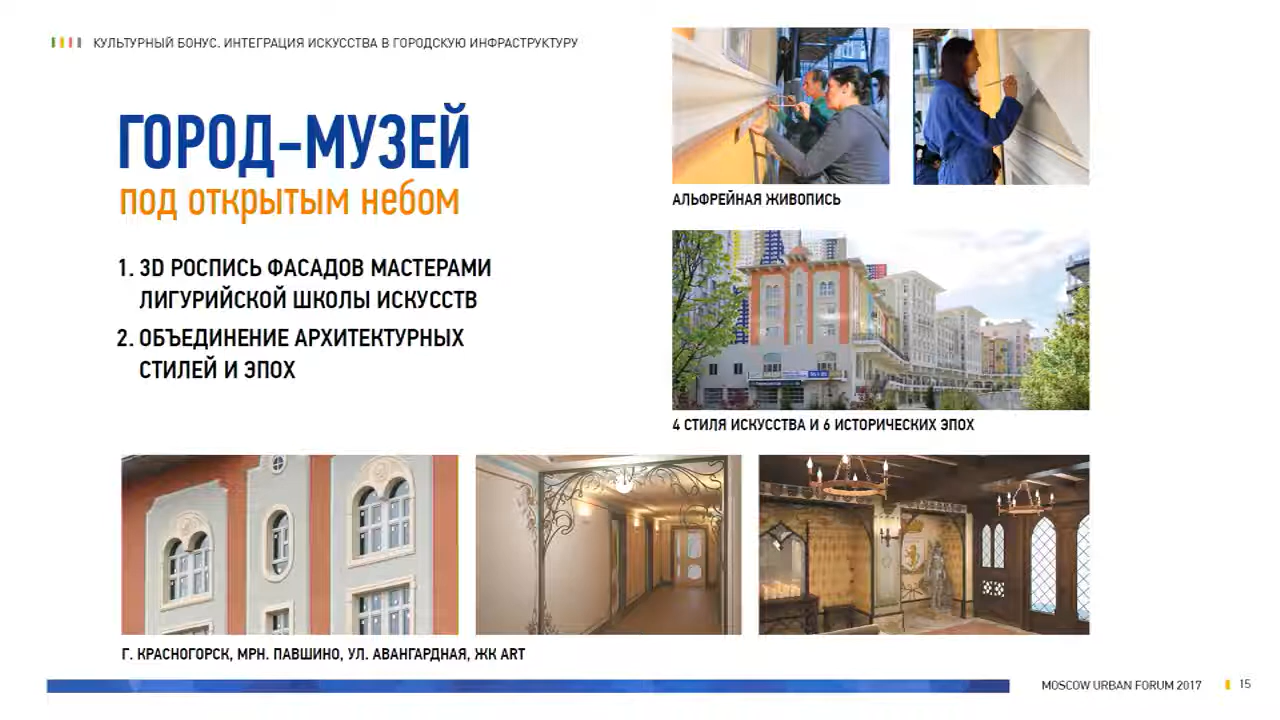 КУЛЬТУРНЫЙ БОНУС. ИНТЕГРАЦИЯ ИСКУССТВА В ГОРОДСКУЮ ИНФРАСТРУКТУРУ
ГОРОД-МУЗЕЙ
под открытым небом
1. 3D РОСПИСЬ ФАСАДОВ МАСТЕРАМИ
ЛИГУРИЙСКОЙ ШКОЛЫ ИСКУССТВ
2. ОБЪЕДИНЕНИЕ АРХИТЕКТУРНЫХ
СТИЛЕЙ И ЭПОХ
АЛЬФРЕЙНАЯ ЖИВОПИСЬ
4 СТИЛЯ ИСКУССТВА И 6 ИСТОРИЧЕСКИХ ЭПОХ
Г. КРАСНОГОРСК, МРН. ПАВШИНО, УЛ. АВАНГАРДНАЯ, ЖК ART
MOSCOW URBAN FORUM 2017
15